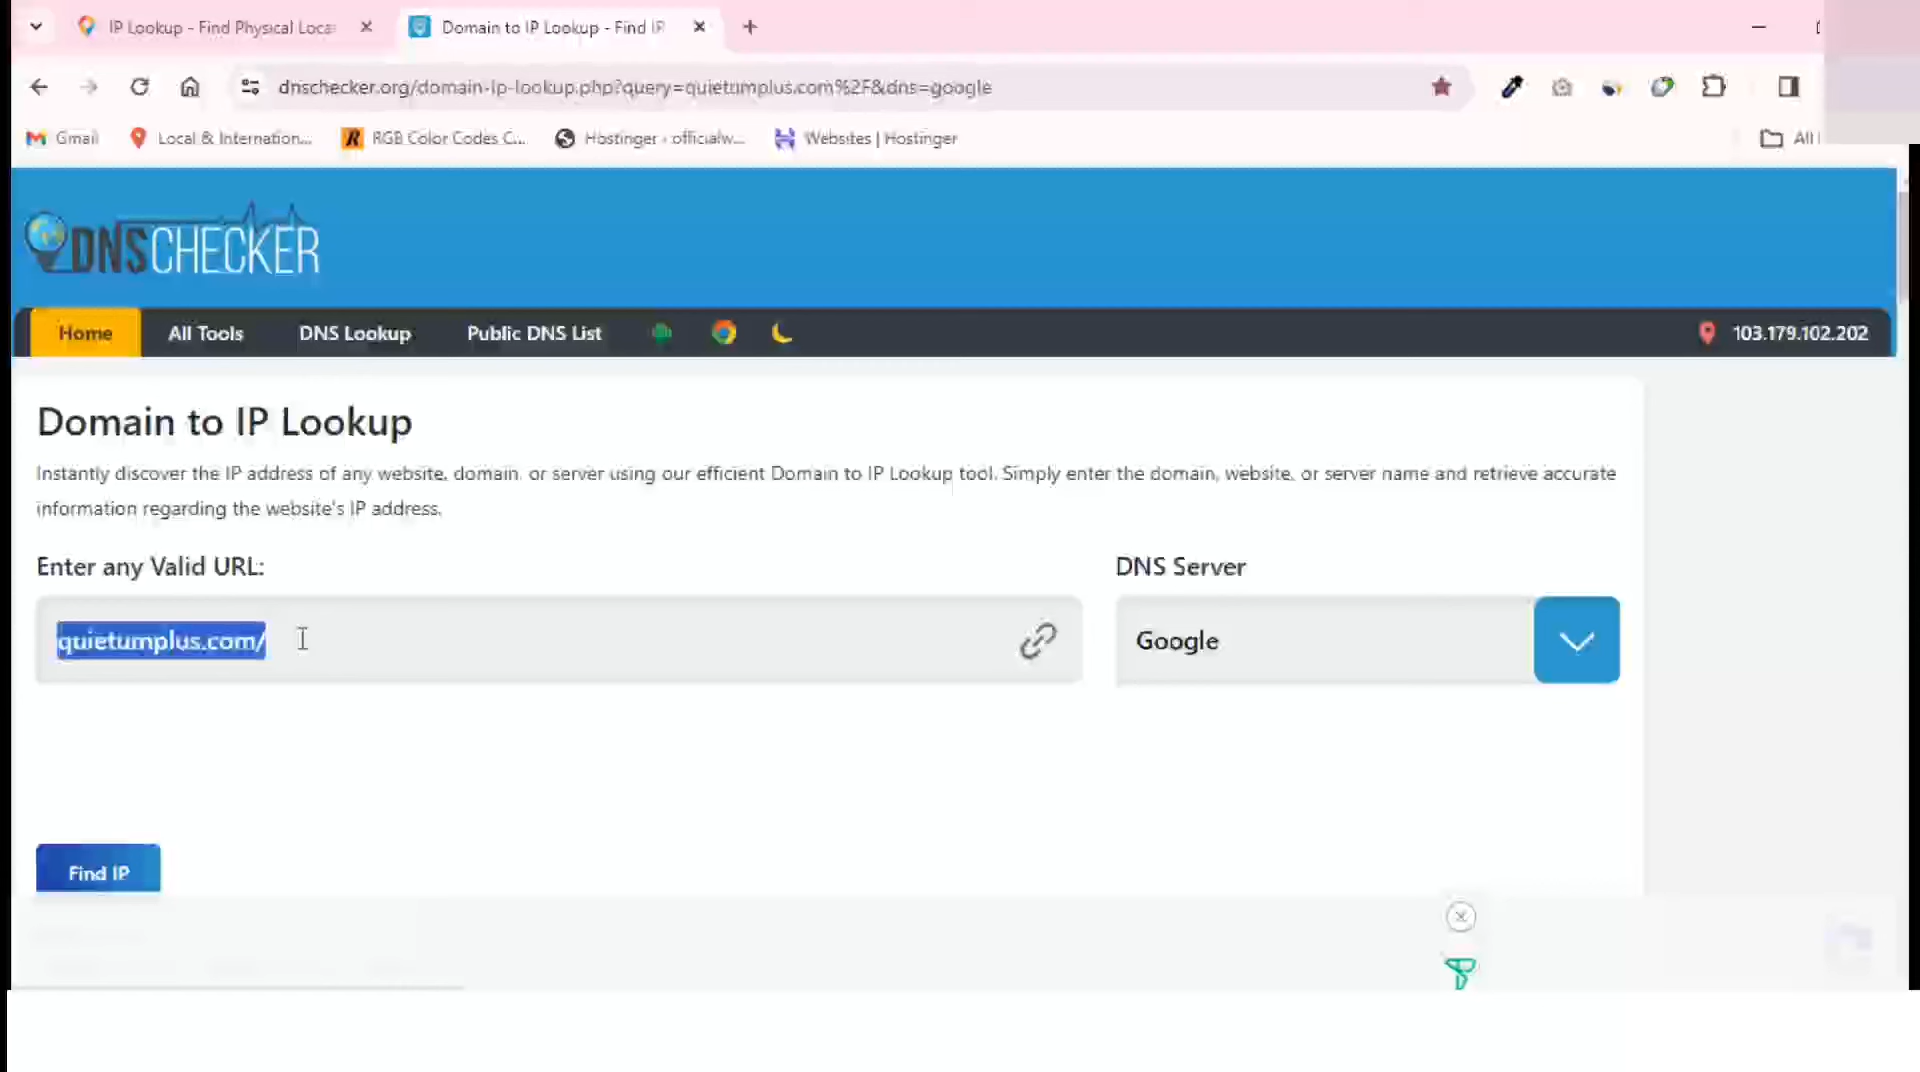 IP Lookup - Find Physical Loca
Domain to IP Lookup - Find IP
dnschecker.org/domain-ip-lookup.php?query=quietumplus.com%2F&dns=google
Gmail
Local & Internation...
RGB Color Codes C...
Hostinger - officialw...
Websites | Hostinger
All
DNSCHECKER
Home
All Tools
DNS Lookup
Public DNS List
103.179.102.202
Domain to IP Lookup
Instantly discover the IP address of any website, domain, or server using our efficient Domain to IP Lookup tool. Simply enter the domain, website, or server name and retrieve accurate
information regarding the website's IP address.
Enter any Valid URL:
DNS Server
quietumplus.com/
Google
Find IP